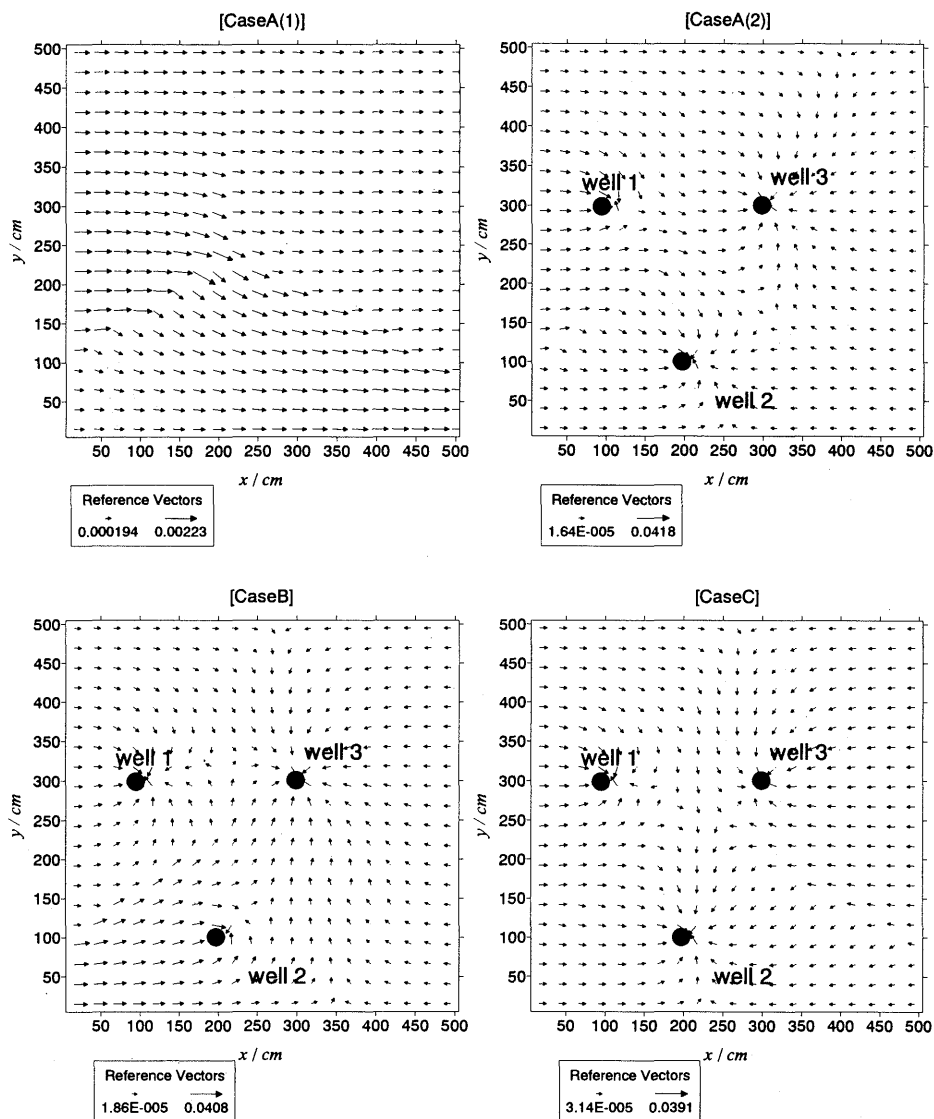 [CaseA(1)]
500
450
400
350
300
250
200
150
100
50
y / cm
50 100 150 200 250 300 350 400 450 500
x / cm
Reference Vectors
0.000194 0.00223
[CaseA(2)]
500
450
400
350
300
250
200
150
100
50
y / cm
well 1
well 3
well 2
50 100 150 200 250 300 350 400 450 500
x / cm
Reference Vectors
1.64E-005 0.0418
[CaseB]
500
450
400
350
300
250
200
150
100
50
y / cm
well 1
well 3
well 2
50 100 150 200 250 300 350 400 450 500
x / cm
Reference Vectors
1.86E-005 0.0408
[CaseC]
500
450
400
350
300
250
200
150
100
50
y / cm
well 1
well 3
well 2
50 100 150 200 250 300 350 400 450 500
x / cm
Reference Vectors
3.14E-005 0.0391